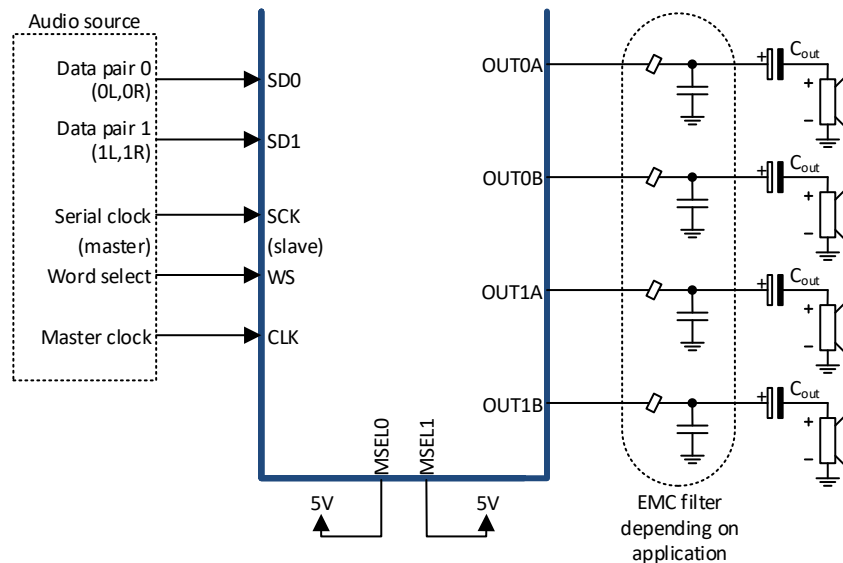 Audio source
Data pair 0
(0L,0R)
Data pair 1
(1L,1R)
Serial clock
(master)
Word select
Master clock
SD0
SD1
SCK
(slave)
WS
CLK
MSEL0
MSEL1
5V
5V
OUT0A
OUT0B
OUT1A
OUT1B
+
Cout
+
−
+
Cout
+
−
+
Cout
+
−
+
Cout
+
−
EMC filter
depending on
application